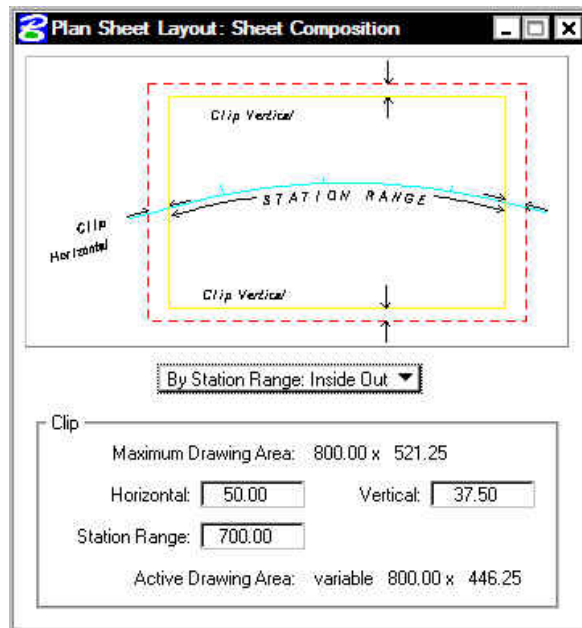 Plan Sheet Layout: Sheet Composition
Clip Vertical
STATION RANGE
Clip
Horizontal
Clip Vertical
By Station Range: Inside Out
Clip
Maximum Drawing Area: 800.00 x 521.25
Horizontal: 50.00 Vertical: 37.50
Station Range: 700.00
Active Drawing Area: variable 800.00 x 446.25